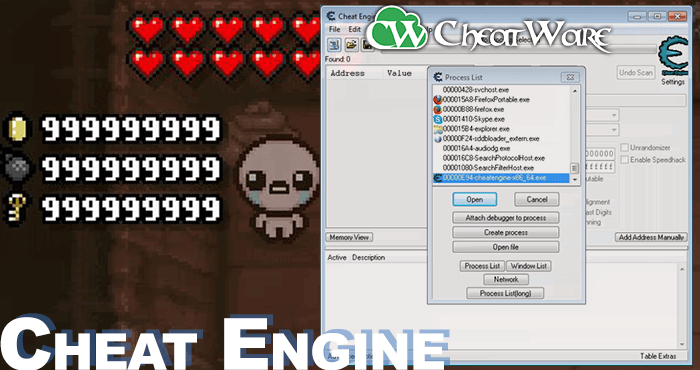 Cheat Engine
CHEATWARE
File Edit
Found: 0
Address Value
Undo Scan
Settings
Process List
00000428-svchost.exe
000015A8-FirefoxPortable.exe
00000B88-firefox.exe
00001410-Skype.exe
000015B4-explorer.exe
00000F24-sddbloader_extern.exe
000016A4-audiodg.exe
000016C8-SearchProtocolHost.exe
00001080-SearchFilterHost.exe
00000E94-cheatengine-x86_64.exe
Unrandomizer
Enable Speedhack
999999999
999999999
999999999
Open Cancel
Attach debugger to process
Create process
Open file
Process List Window List
Network
Process List(long)
Memory View
Add Address Manually
Active Description
Table Extras
CHEAT ENGINE